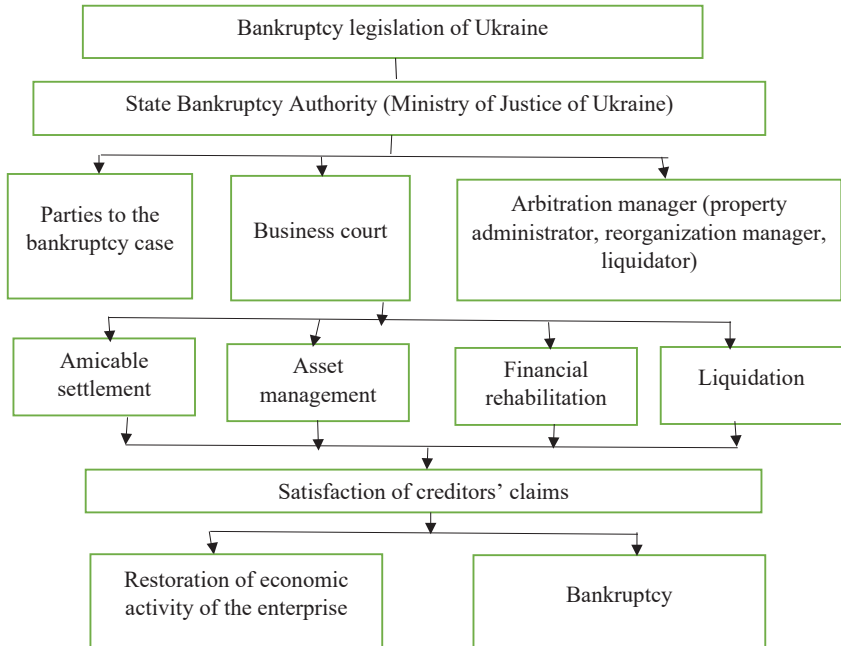 Bankruptcy legislation of Ukraine
State Bankruptcy Authority (Ministry of Justice of Ukraine)
Parties to the
bankruptcy case
Business court
Arbitration manager (property
administrator, reorganization manager,
liquidator)
Amicable
settlement
Asset
management
Financial
rehabilitation
Liquidation
Satisfaction of creditors’ claims
Restoration of economic
activity of the enterprise
Bankruptcy